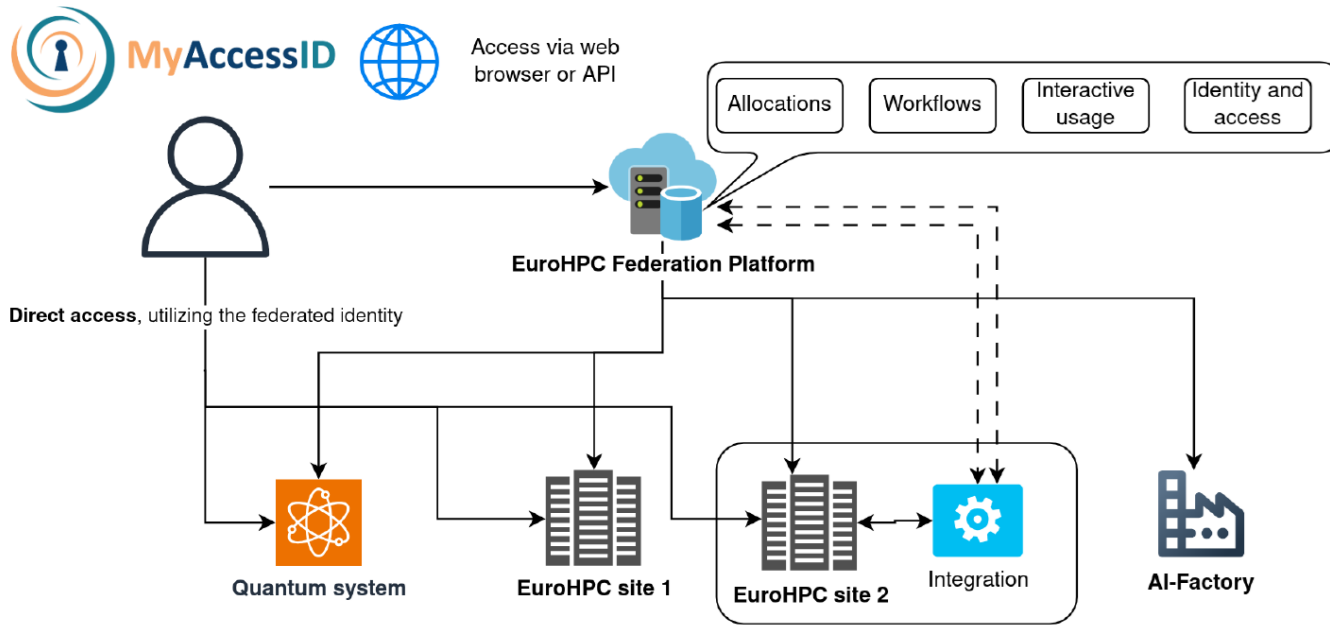 MyAccessID
Access via web
browser or API
Allocations
Workflows
Interactive
usage
Identity and
access
EuroHPC Federation Platform
Direct access, utilizing the federated identity
Quantum system
EuroHPC site 1
EuroHPC site 2
Integration
AI-Factory